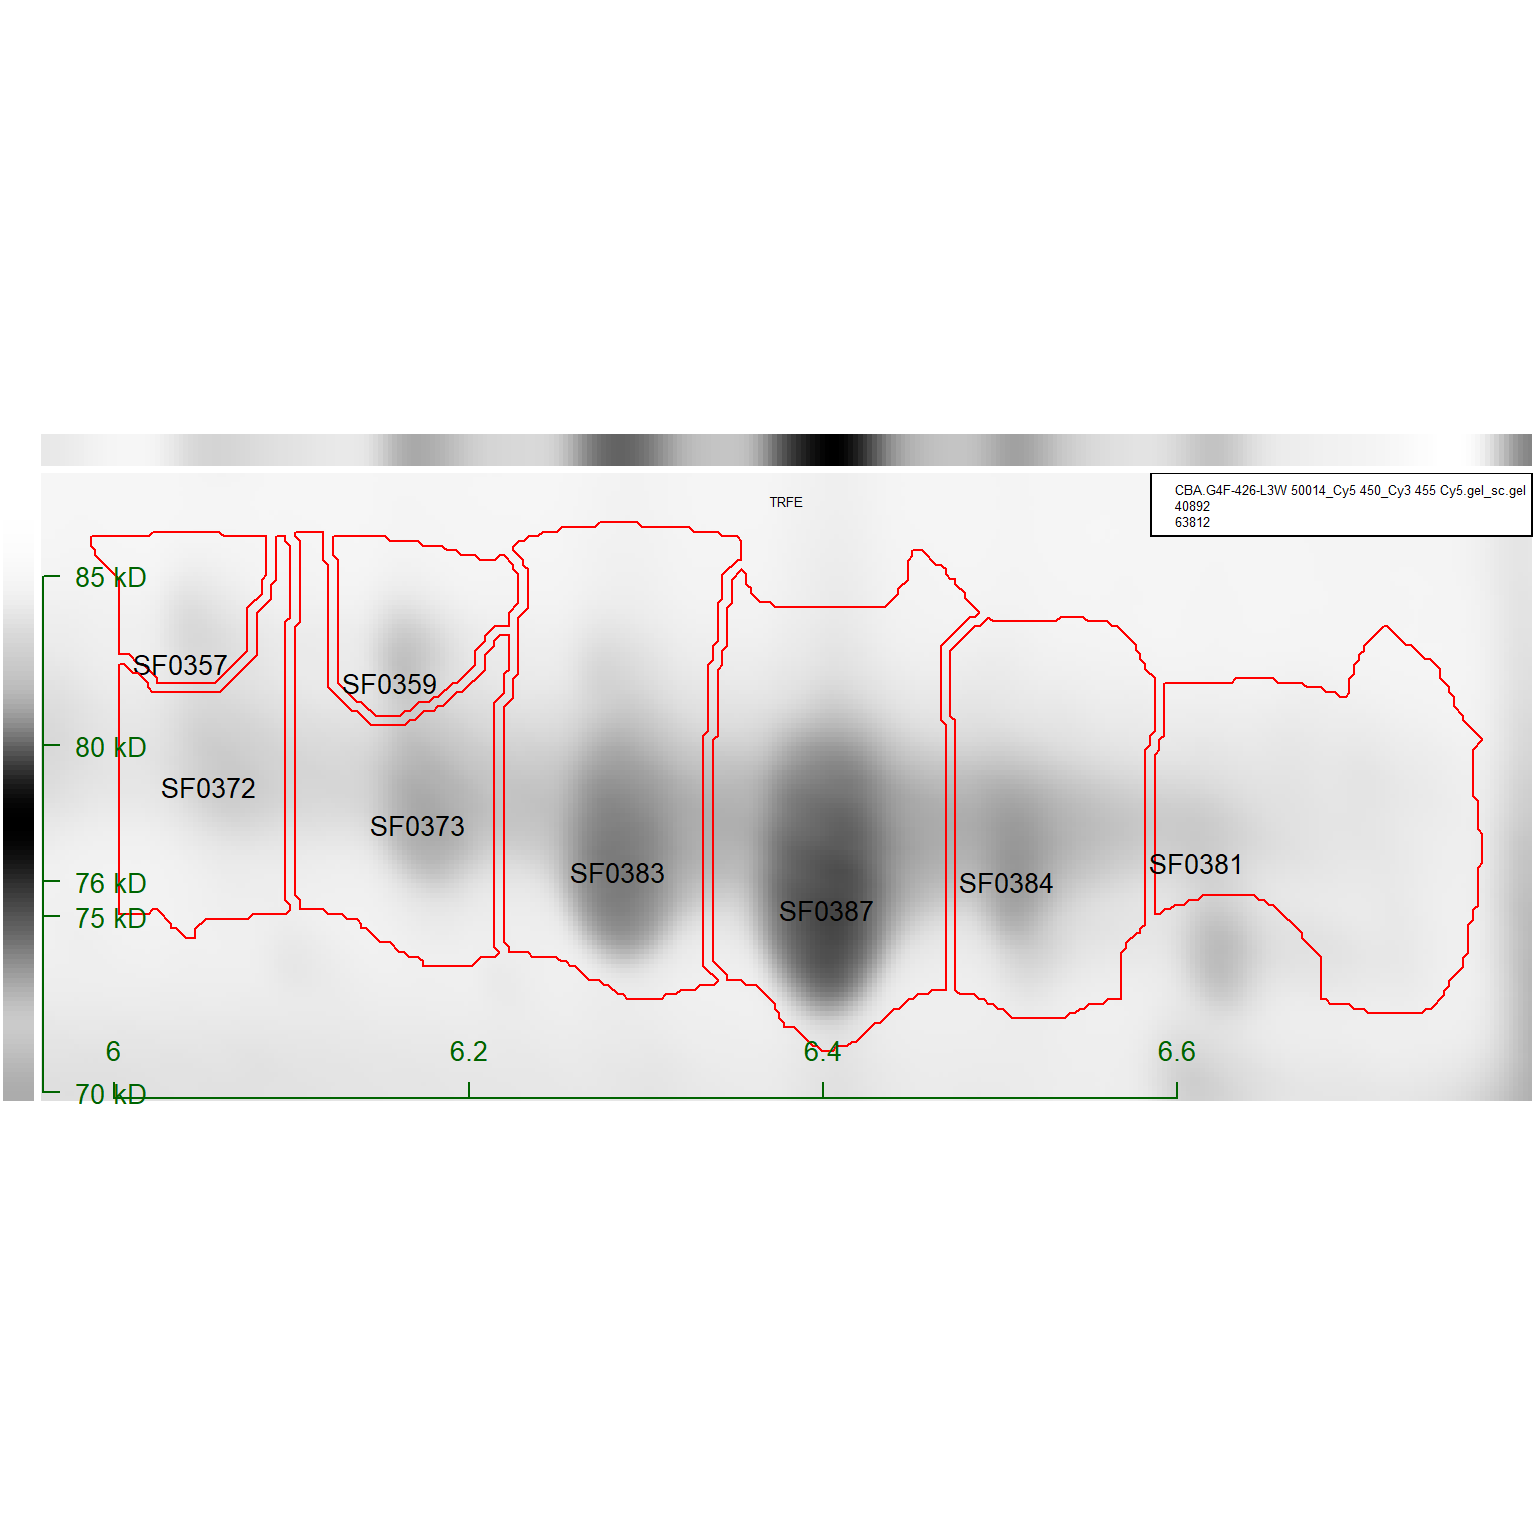 TRFE
CBA.G4F-426-L3W 50014_Cy5 450_Cy3 455 Cy5.gel_sc.gel
40892
63812
85 kD
SF0357
SF0359
80 kD
SF0372
SF0373
SF0383
SF0381
76 kD
SF0384
SF0387
75 kD
6
6.2
6.4
6.6
70 kD